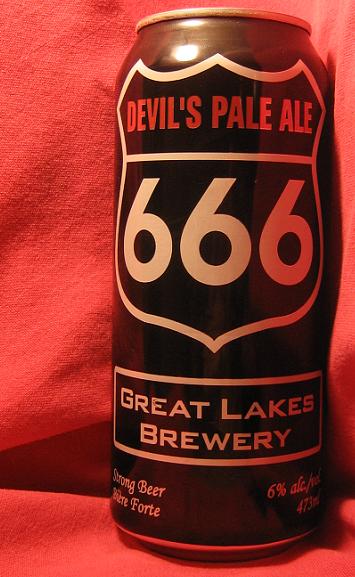 DEVIL'S PALE ALE
666
GREAT LAKES
BREWERY
Strong Beer
Bière Forte
6% alc./vol.
473ml